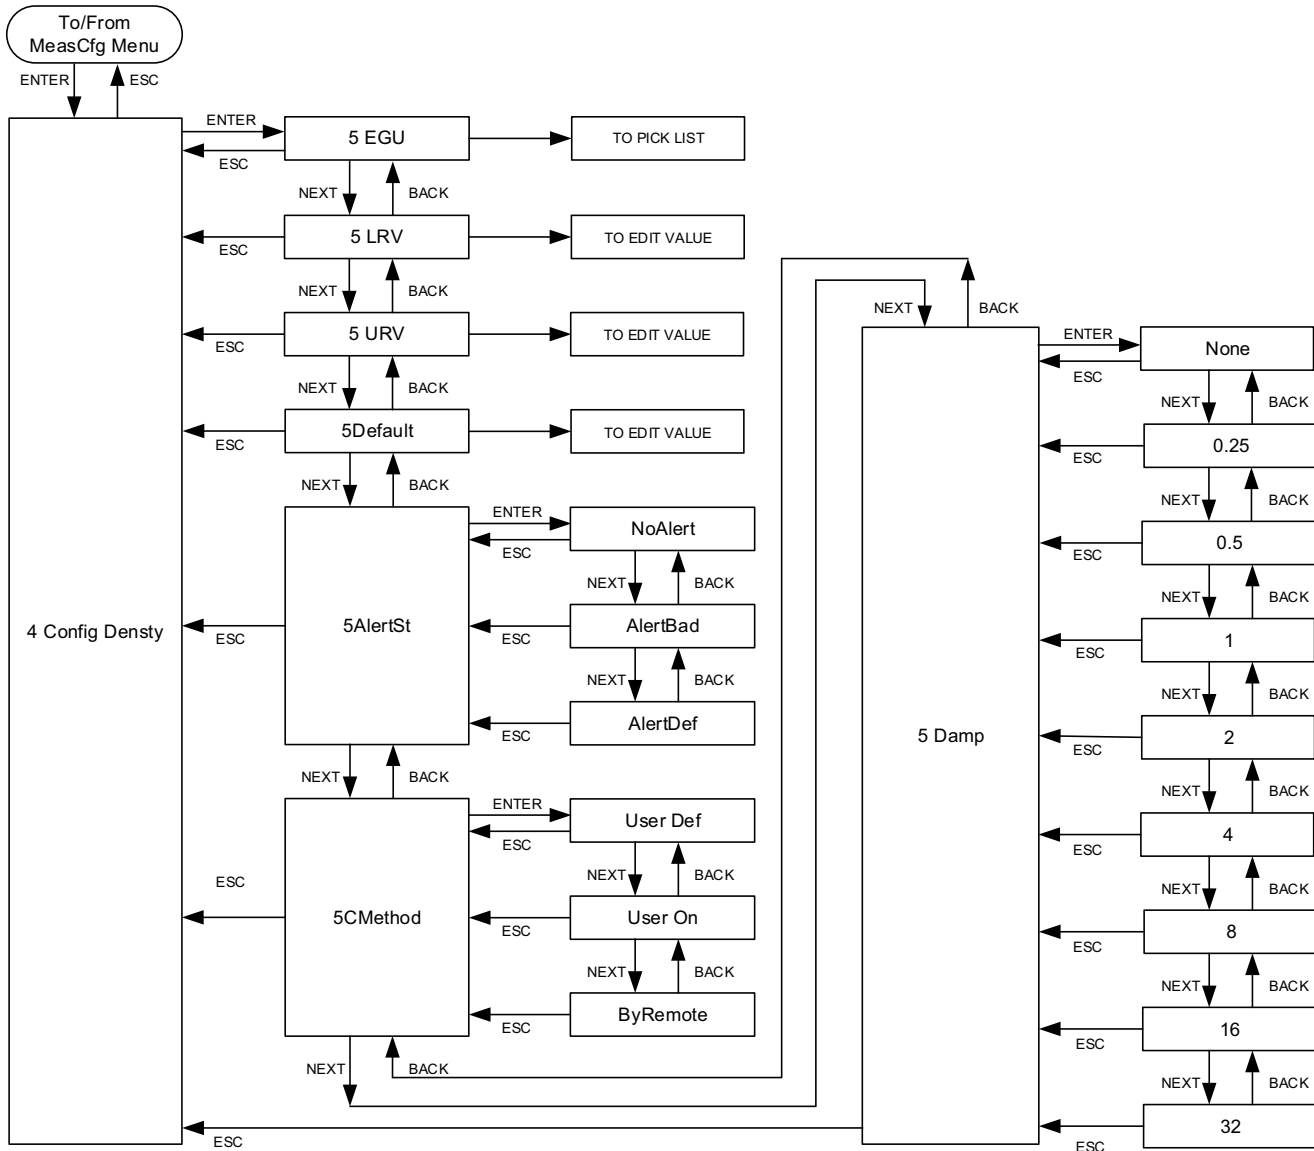 To/From
MeasCfg Menu
ENTER
ESC
4 Config Densty
ENTER
ESC
5 EGU
TO PICK LIST
NEXT
BACK
ESC
5 LRV
TO EDIT VALUE
NEXT
BACK
ESC
5 URV
TO EDIT VALUE
NEXT
BACK
ESC
5Default
TO EDIT VALUE
NEXT
BACK
ESC
5AlertSt
ENTER
ESC
NoAlert
NEXT
BACK
ESC
AlertBad
NEXT
BACK
ESC
AlertDef
NEXT
BACK
ESC
5CMethod
ENTER
ESC
User Def
NEXT
BACK
ESC
User On
NEXT
BACK
ESC
ByRemote
NEXT
BACK
ESC
NEXT
BACK
5 Damp
ENTER
ESC
None
NEXT
BACK
ESC
0.25
NEXT
BACK
ESC
0.5
NEXT
BACK
ESC
1
NEXT
BACK
ESC
2
NEXT
BACK
ESC
4
NEXT
BACK
ESC
8
NEXT
BACK
ESC
16
NEXT
BACK
ESC
32